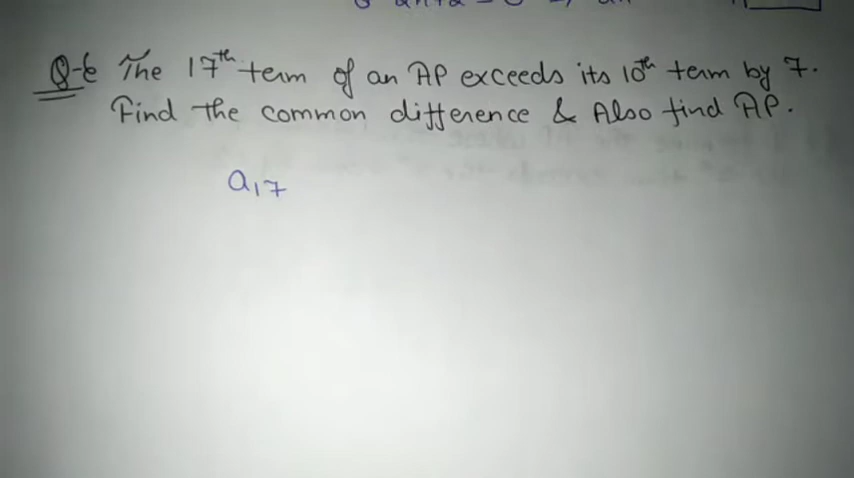 Q-6 The 17th term of an AP exceeds its 10th term by 7.
Find the common difference & Also find AP.
a17